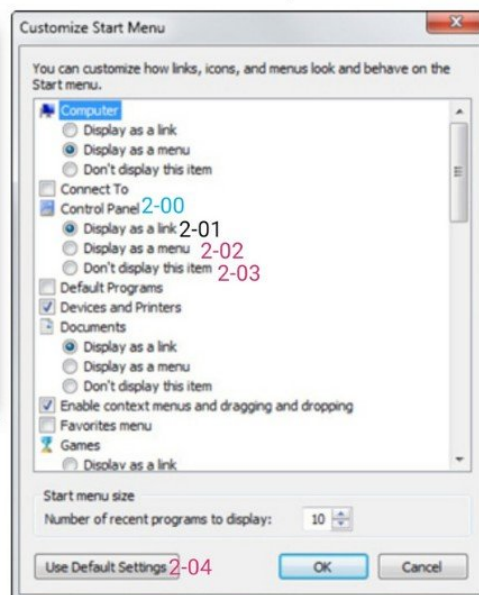 Customize Start Menu
You can customize how links, icons, and menus look and behave on the
Start menu.
Computer
Display as a link
Display as a menu
Don't display this item
Connect To
Control Panel 2-00
Display as a link 2-01
Display as a menu 2-02
Don't display this item 2-03
Default Programs
Devices and Printers
Documents
Display as a link
Display as a menu
Don't display this item
Enable context menus and dragging and dropping
Favorites menu
Games
Display as a link
Start menu size
Number of recent programs to display: 10
Use Default Settings 2-04 OK Cancel